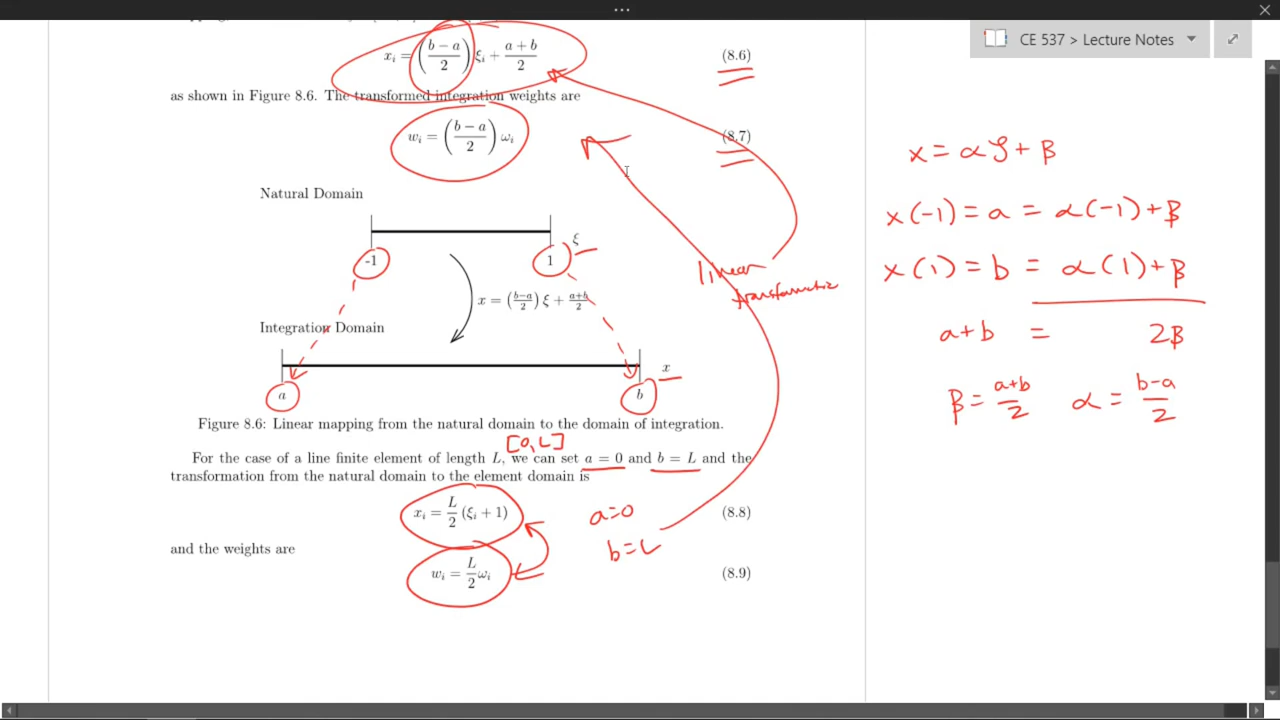 CE 537 > Lecture Notes
x_i = ((b − a)/2) ξ_i + (a + b)/2 (8.6)
as shown in Figure 8.6. The transformed integration weights are
w_i = ((b − a)/2) ω_i (8.7)
Natural Domain
-1 1 ξ
x = ((b−a)/2) ξ + (a+b)/2
Integration Domain
a b x
Figure 8.6: Linear mapping from the natural domain to the domain of integration.
[0, L]
For the case of a line finite element of length L, we can set a = 0 and b = L and the
transformation from the natural domain to the element domain is
x_i = L/2 (ξ_i + 1) (8.8)
and the weights are
w_i = L/2 ω_i (8.9)
a=0
b=L
linear
x = αξ + β
x(-1) = a = α(-1) + β
x(1) = b = α(1) + β
a+b = 2β
β = (a+b)/2 α = (b-a)/2